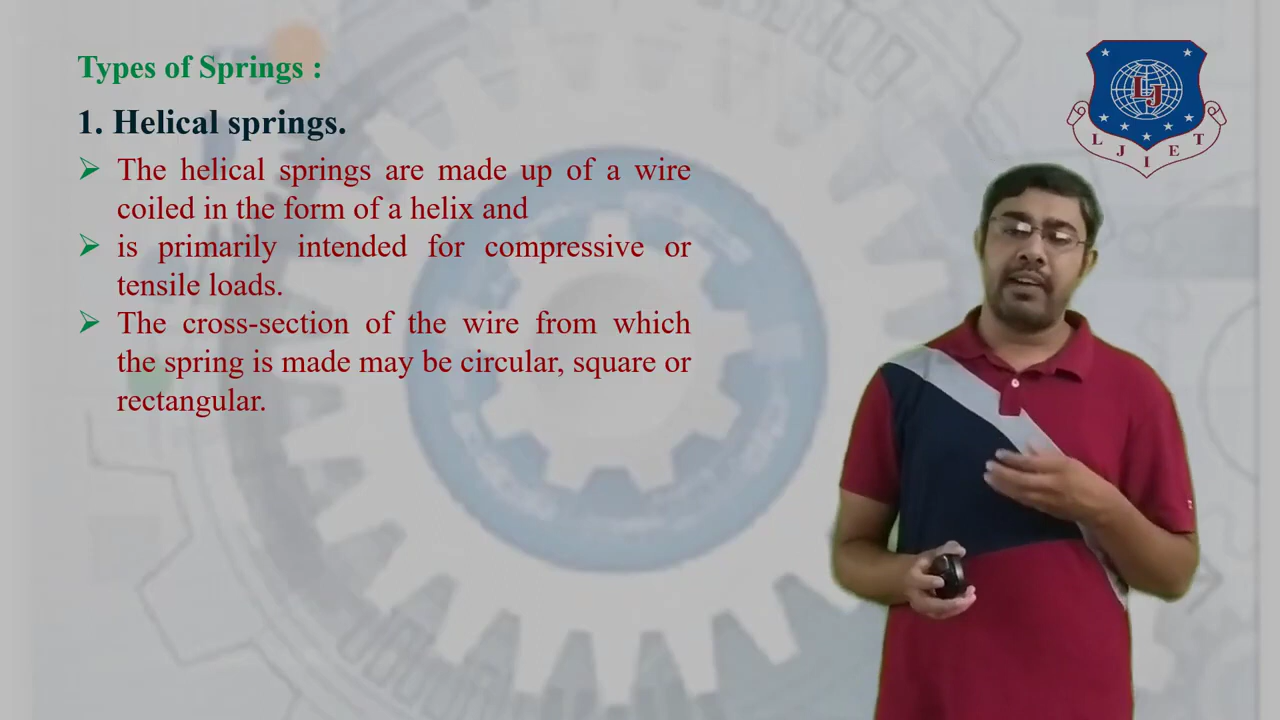 Types of Springs :
1. Helical springs.
The helical springs are made up of a wire
coiled in the form of a helix and
is primarily intended for compressive or
tensile loads.
The cross-section of the wire from which
the spring is made may be circular, square or
rectangular.
LJ
L J I E T